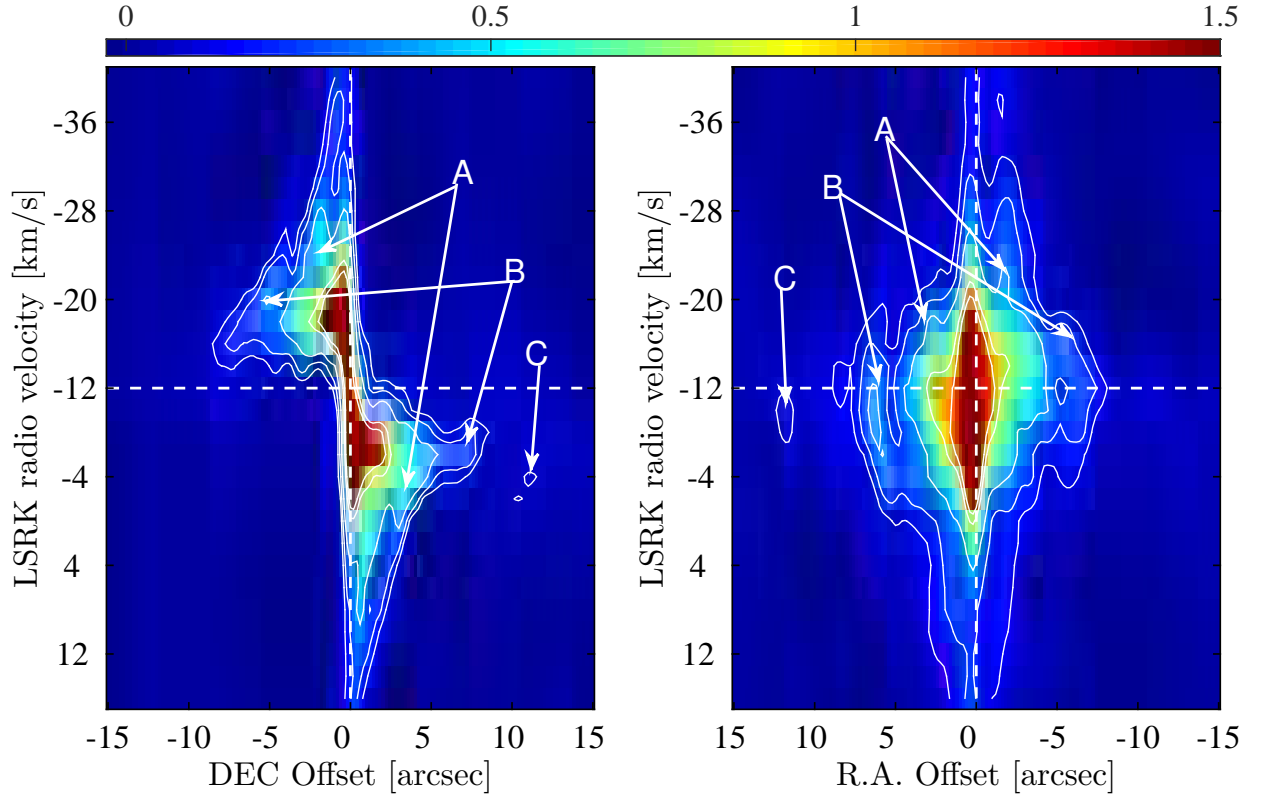 0 0.5 1 1.5
A
A
B
B
C
C
-36
-28
-20
-12
-4
4
12
-36
-28
-20
-12
-4
4
12
LSRK radio velocity [km/s]
LSRK radio velocity [km/s]
-15 -10 -5 0 5 10 15
15 10 5 0 -5 -10 -15
DEC Offset [arcsec]
R.A. Offset [arcsec]